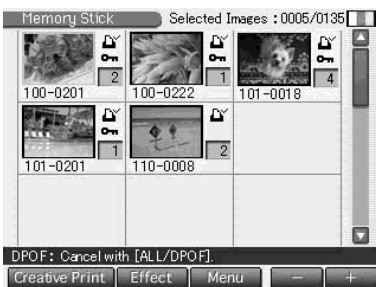 Memory Stick Selected Images : 0005/0135
2 1 4
100-0201 100-0222 101-0018
1 2
101-0201 110-0008
DPOF: Cancel with [ALL/DPOF].
Creative Print Effect Menu − +